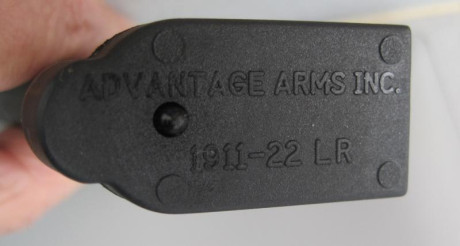 ADVANTAGE ARMS INC.
1911-22 LR